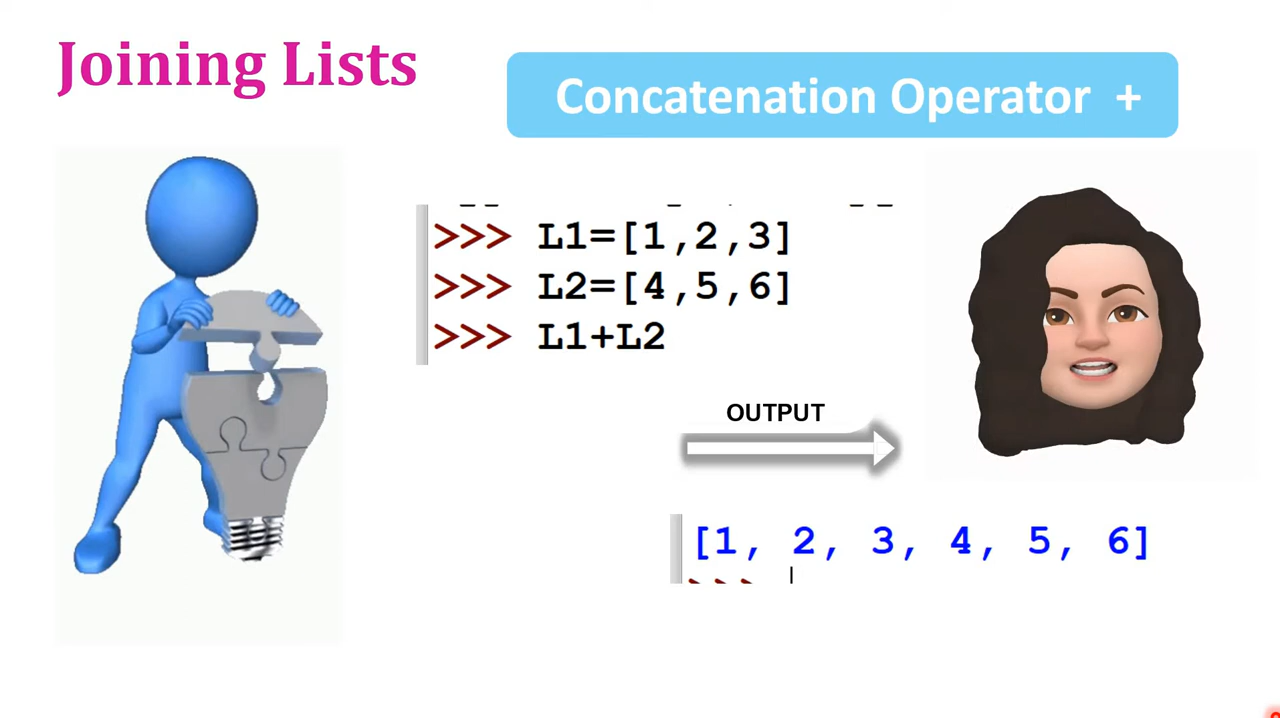 Joining Lists
Concatenation Operator +
>>> L1=[1,2,3]
>>> L2=[4,5,6]
>>> L1+L2
OUTPUT
[1, 2, 3, 4, 5, 6]
>>>